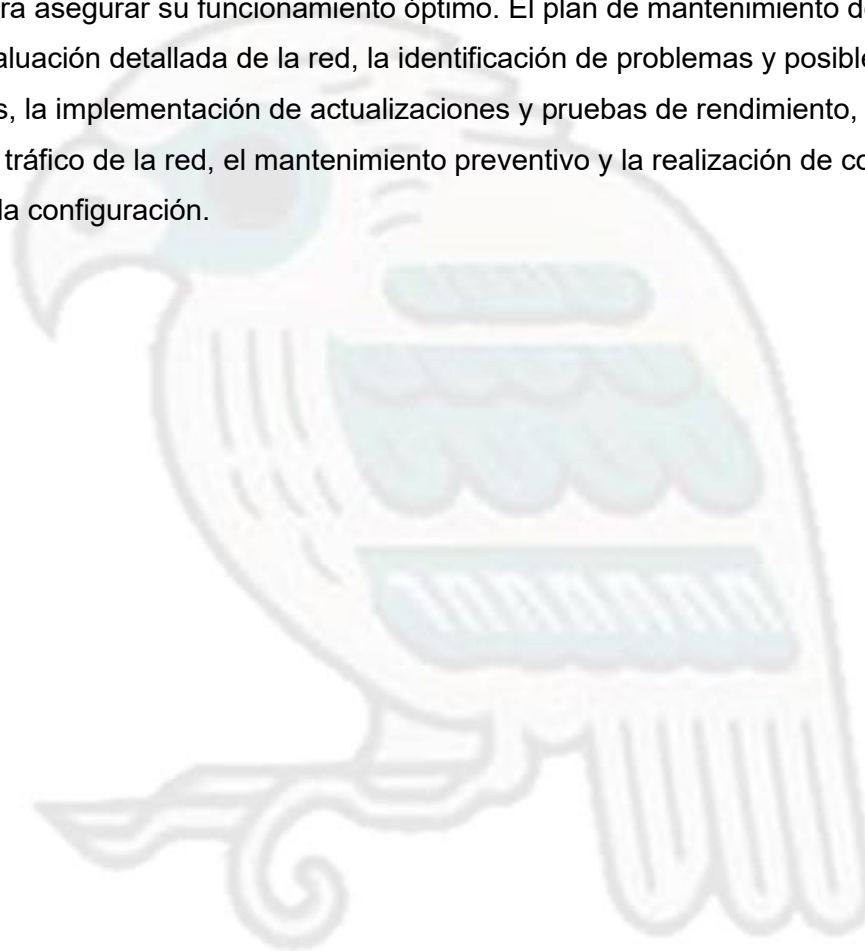 ra asegurar su funcionamiento óptimo. El plan de mantenimiento d
aluación detallada de la red, la identificación de problemas y posible
s, la implementación de actualizaciones y pruebas de rendimiento,
tráfico de la red, el mantenimiento preventivo y la realización de co
la configuración.